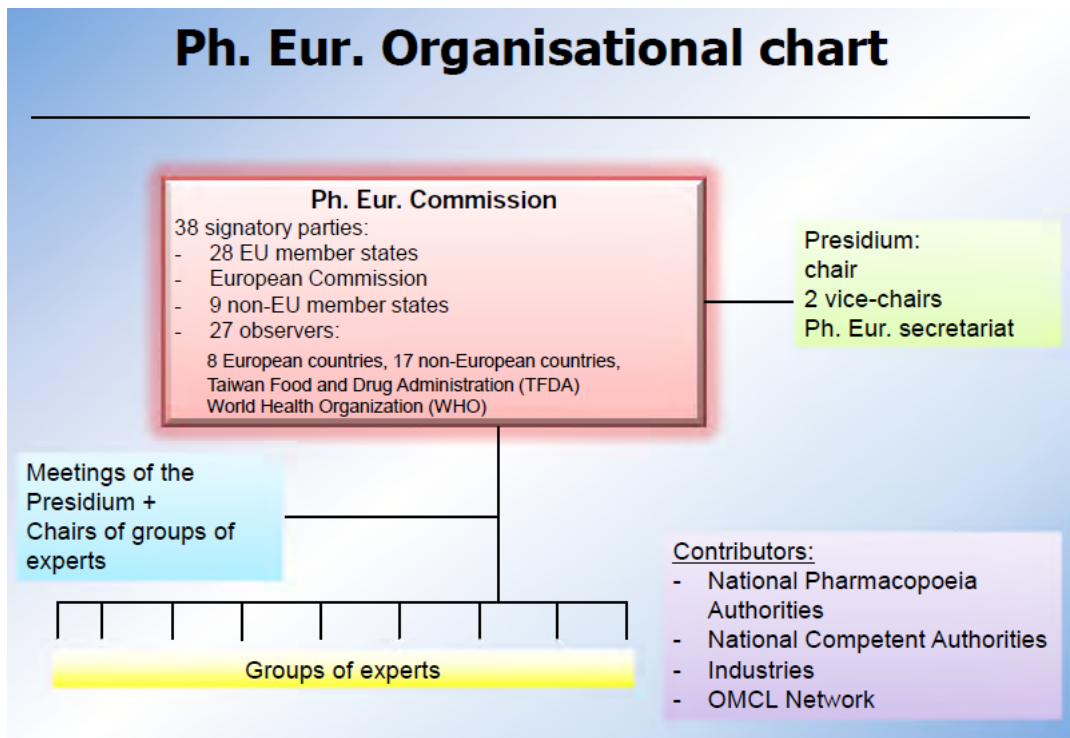 Ph. Eur. Organisational chart
Ph. Eur. Commission
38 signatory parties:
- 28 EU member states
- European Commission
- 9 non-EU member states
- 27 observers:
8 European countries, 17 non-European countries,
Taiwan Food and Drug Administration (TFDA)
World Health Organization (WHO)
Presidium:
chair
2 vice-chairs
Ph. Eur. secretariat
Meetings of the
Presidium +
Chairs of groups of
experts
Contributors:
- National Pharmacopoeia
Authorities
- National Competent Authorities
- Industries
- OMCL Network
Groups of experts